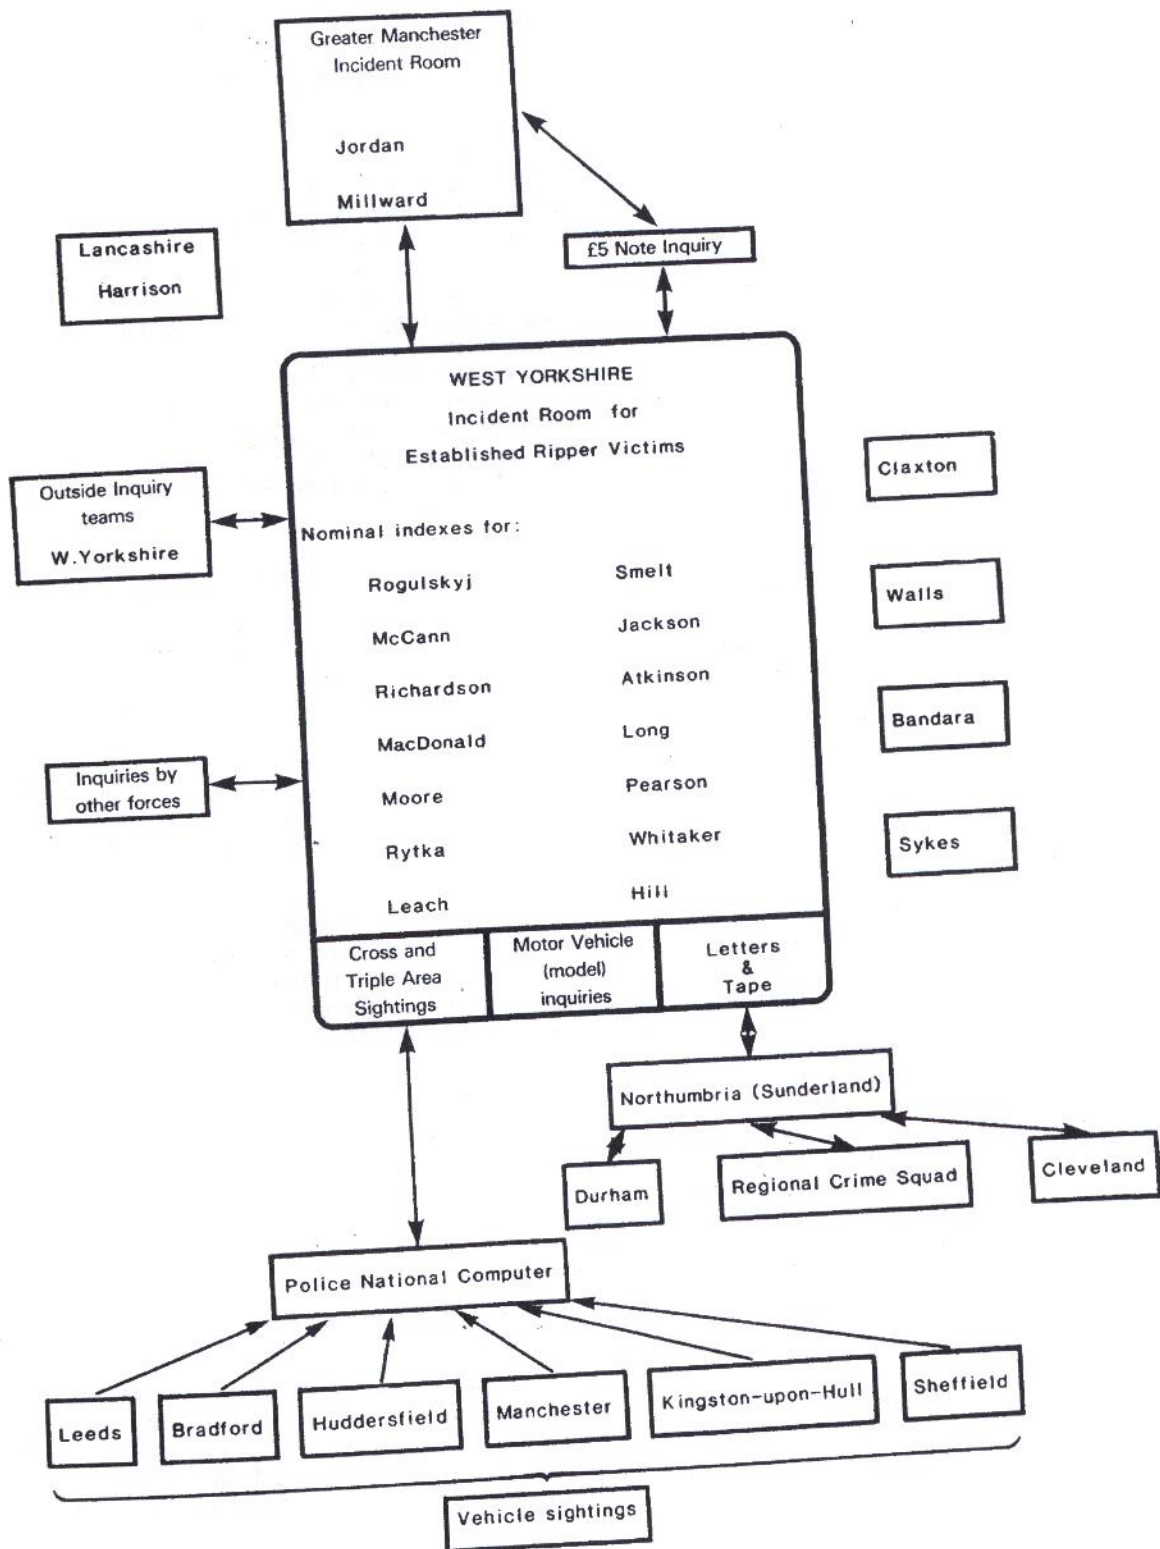 Greater Manchester
Incident Room
Jordan
Millward
£5 Note Inquiry
Lancashire
Harrison
WEST YORKSHIRE
Incident Room for
Established Ripper Victims
Claxton
Outside Inquiry
teams
W.Yorkshire
Nominal indexes for:
Rogulskyj
Smelt
Walls
McCann
Jackson
Richardson
Atkinson
Bandara
MacDonald
Long
Inquiries by
other forces
Moore
Pearson
Rytka
Whitaker
Sykes
Leach
Hill
Cross and
Triple Area
Sightings
Motor Vehicle
(model)
inquiries
Letters
&
Tape
Northumbria (Sunderland)
Durham
Regional Crime Squad
Cleveland
Police National Computer
Leeds
Bradford
Huddersfield
Manchester
Kingston-upon-Hull
Sheffield
Vehicle sightings